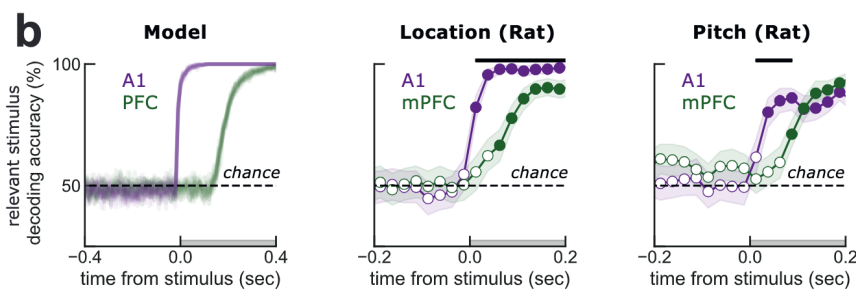 b
Model
Location (Rat)
Pitch (Rat)
relevant stimulus
decoding accuracy (%)
100
50
A1
PFC
chance
−0.4
0.0
0.4
time from stimulus (sec)
A1
mPFC
chance
−0.2
0.0
0.2
time from stimulus (sec)
A1
mPFC
chance
−0.2
0.0
0.2
time from stimulus (sec)